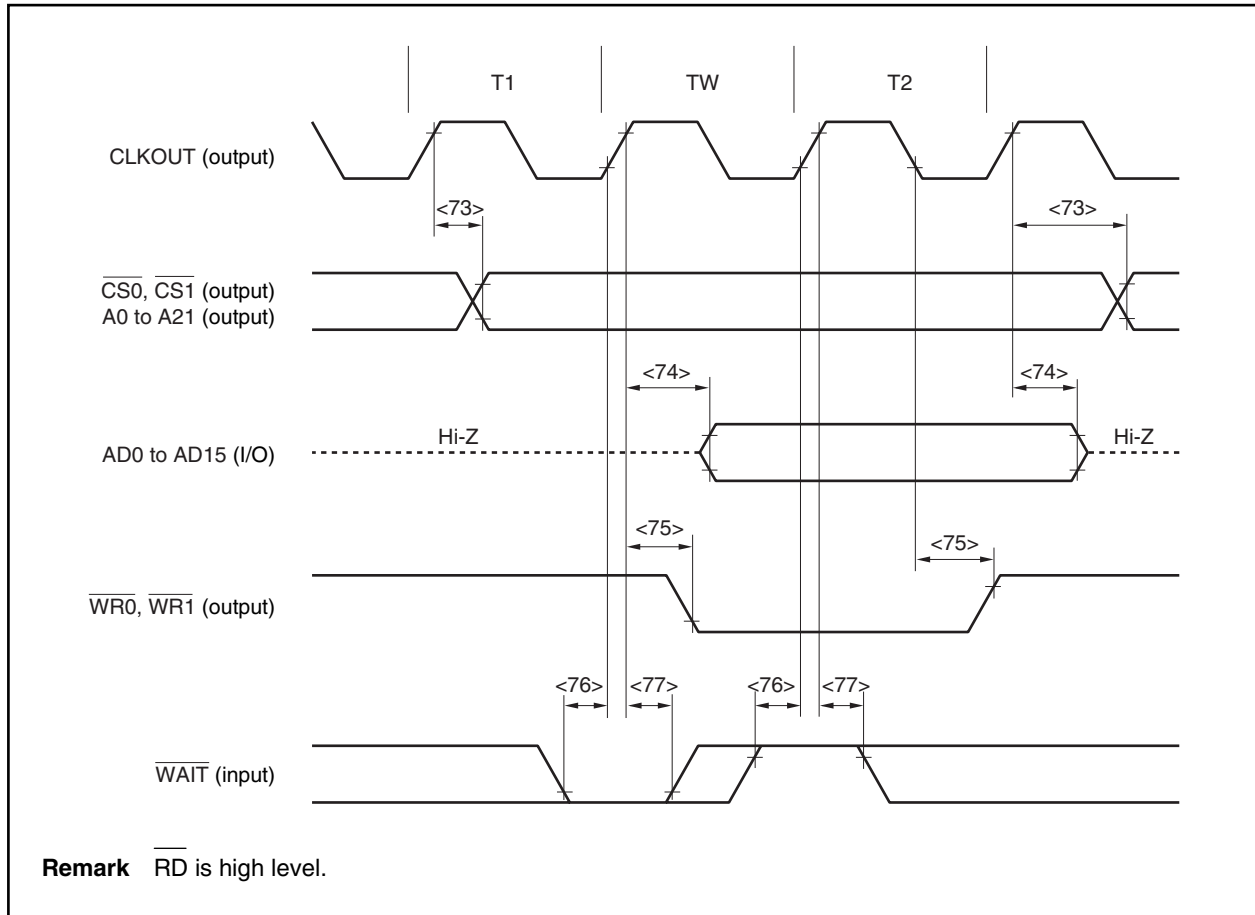 T1 TW T2
CLKOUT (output)
<73> <73>
CS0, CS1 (output)
A0 to A21 (output)
<74> <74>
Hi-Z Hi-Z
AD0 to AD15 (I/O)
<75>
<75>
WR0, WR1 (output)
<76> <77> <76> <77>
WAIT (input)
Remark RD is high level.